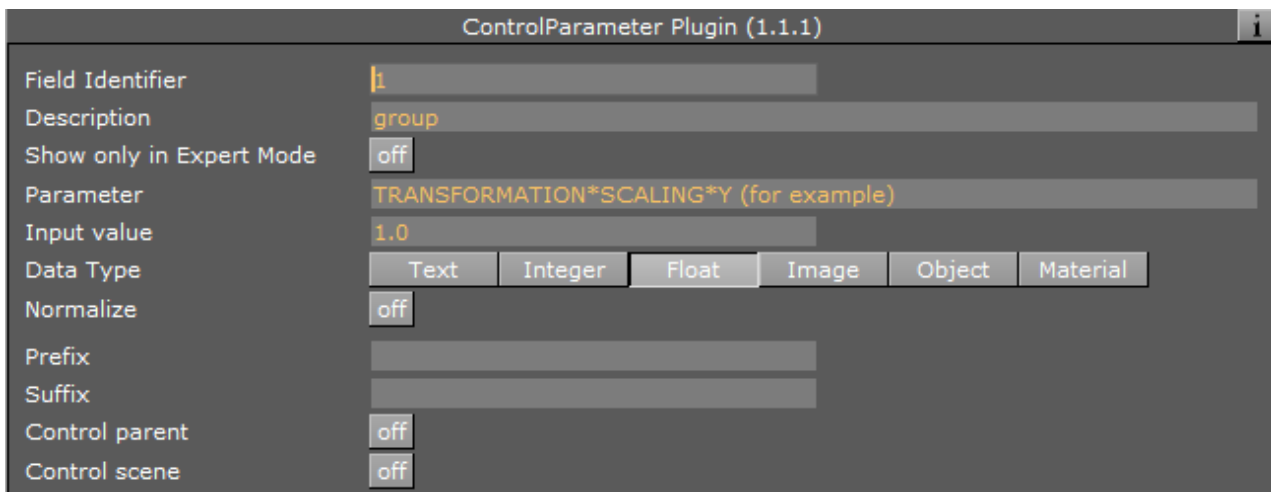 ControlParameter Plugin (1.1.1) i
Field Identifier 1
Description group
Show only in Expert Mode off
Parameter TRANSFORMATION*SCALING*Y (for example)
Input value 1.0
Data Type Text Integer Float Image Object Material
Normalize off
Prefix
Suffix
Control parent off
Control scene off